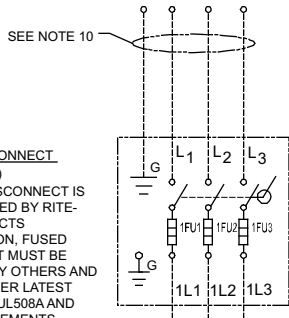 SEE NOTE 10
ONNECT
)
SCONNECT IS
ED BY RITE-
CTS
ON, FUSED
T MUST BE
Y OTHERS AND
ER LATEST
UL508A AND
EMENTS
G
L1 L2 L3
1FU1 1FU2 1FU3
G
1L1 1L2 1L3